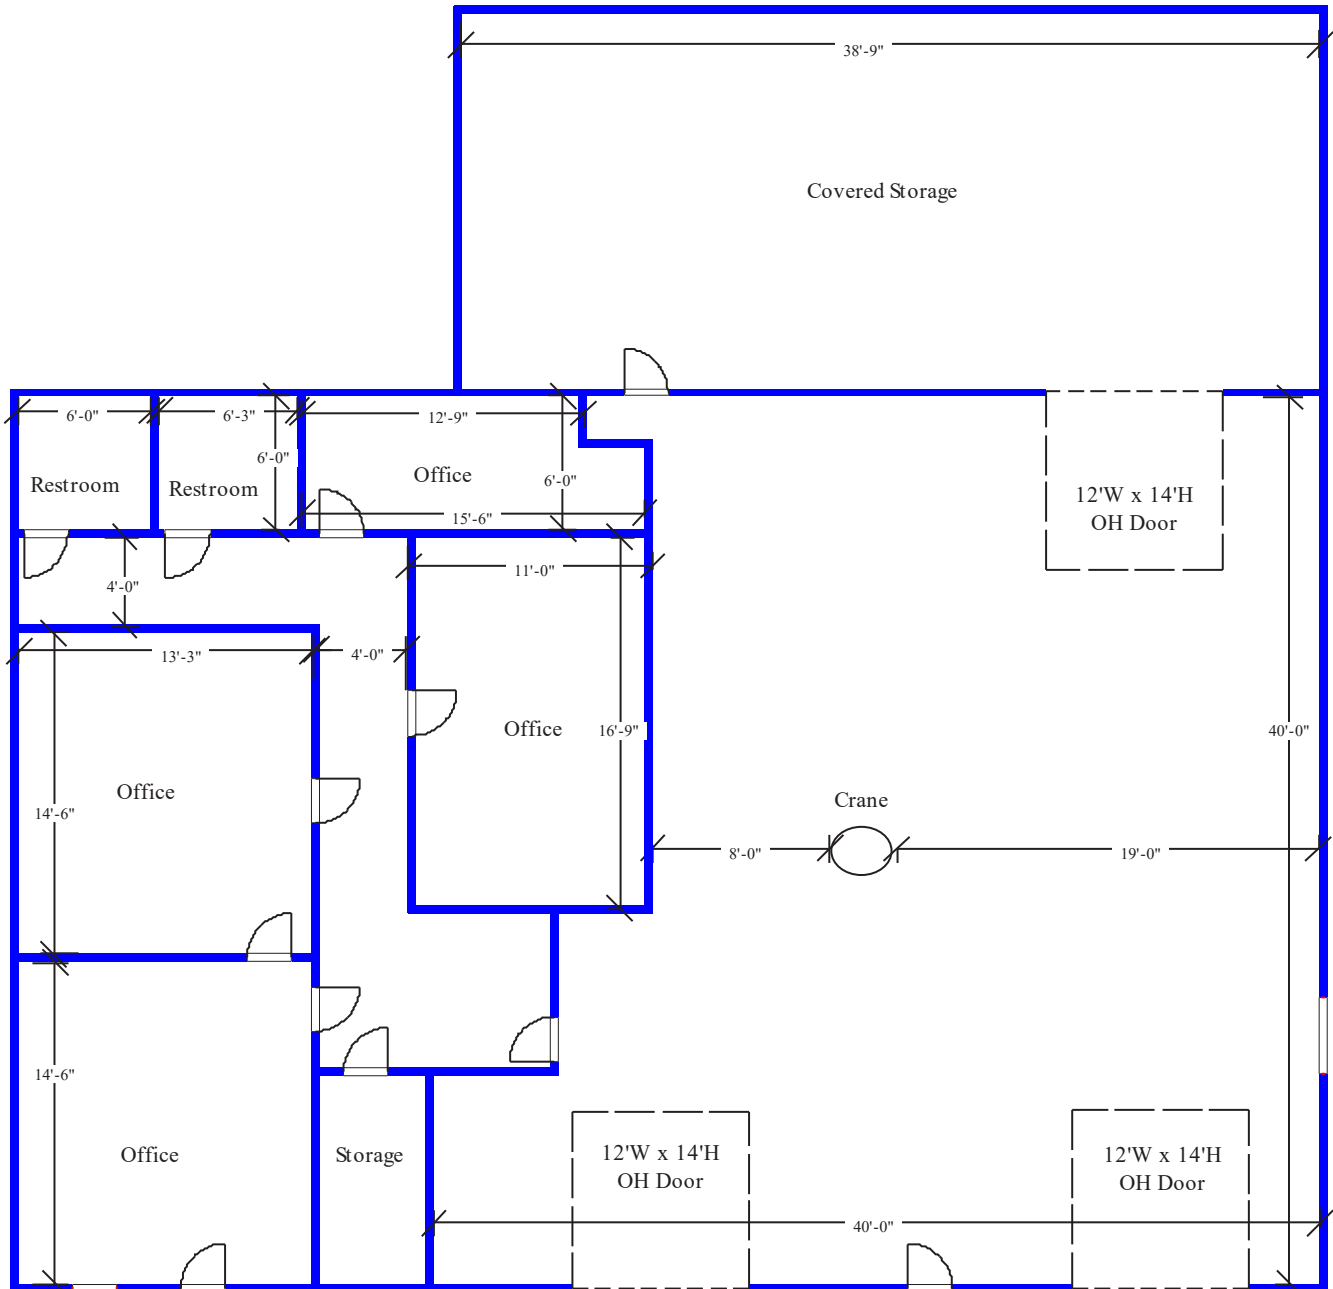 38'-9"
Covered Storage
6'-0"
6'-3"
12'-9"
6'-0"
Office
6'-0"
Restroom
Restroom
15'-6"
12'W x 14'H
OH Door
11'-0"
4'-0"
13'-3"
4'-0"
Office
16'-9"
40'-0"
Office
Crane
14'-6"
8'-0"
19'-0"
14'-6"
Office
Storage
12'W x 14'H
OH Door
12'W x 14'H
OH Door
40'-0"